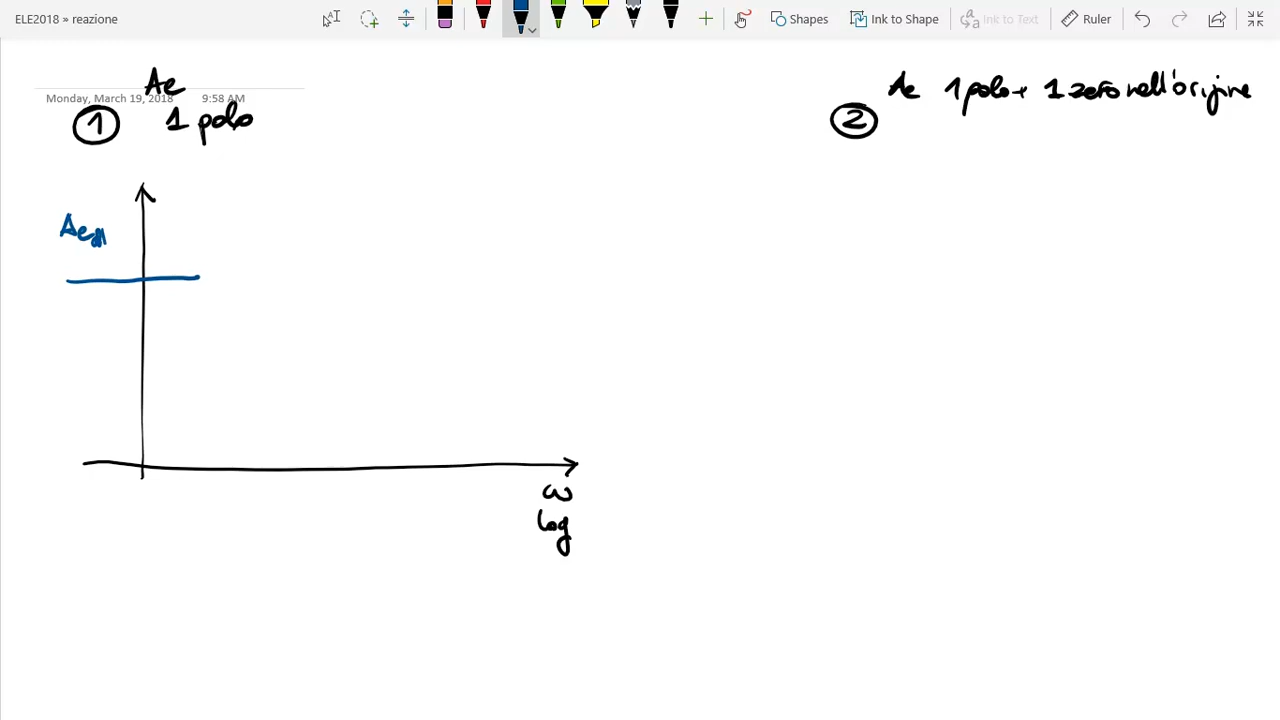 ELE2018 » reazione
Shapes
Ink to Shape
Ink to Text
Ruler
Monday, March 19, 2018 9:58 AM
Ae
① 1 polo
Ae 1 polo + 1 zero nell'origine
②
ω
log